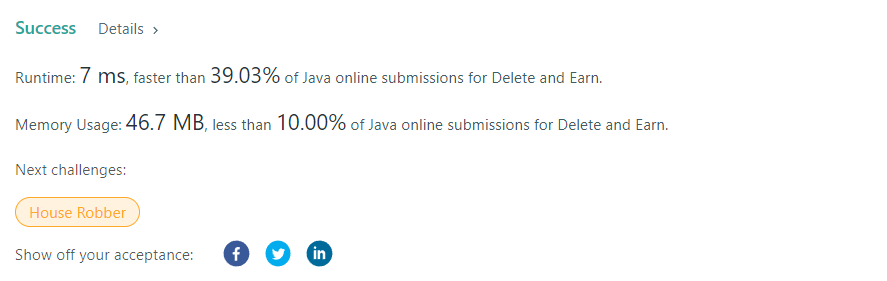 Success Details >
Runtime: 7 ms, faster than 39.03% of Java online submissions for Delete and Earn.
Memory Usage: 46.7 MB, less than 10.00% of Java online submissions for Delete and Earn.
Next challenges:
House Robber
Show off your acceptance: f in